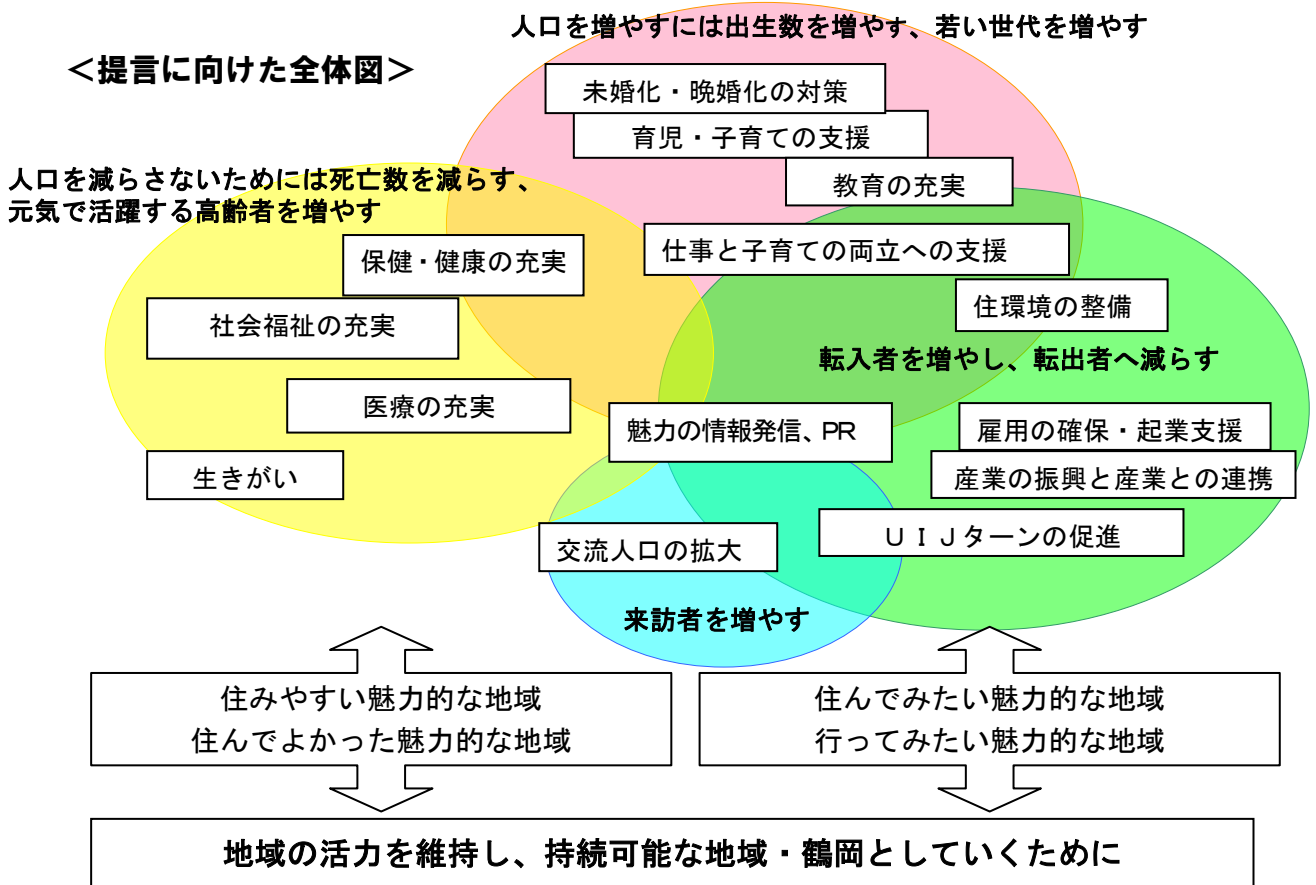 人口を増やすには出生数を増やす、若い世代を増やす
＜提言に向けた全体図＞
未婚化・晩婚化の対策
育児・子育ての支援
人口を減らさないためには死亡数を減らす、
元気で活躍する高齢者を増やす
教育の充実
仕事と子育ての両立への支援
保健・健康の充実
住環境の整備
社会福祉の充実
転入者を増やし、転出者へ減らす
医療の充実
魅力の情報発信、PR
雇用の確保・起業支援
生きがい
産業の振興と産業との連携
ＵＩＪターンの促進
交流人口の拡大
来訪者を増やす
住みやすい魅力的な地域
住んでよかった魅力的な地域
住んでみたい魅力的な地域
行ってみたい魅力的な地域
地域の活力を維持し、持続可能な地域・鶴岡としていくために